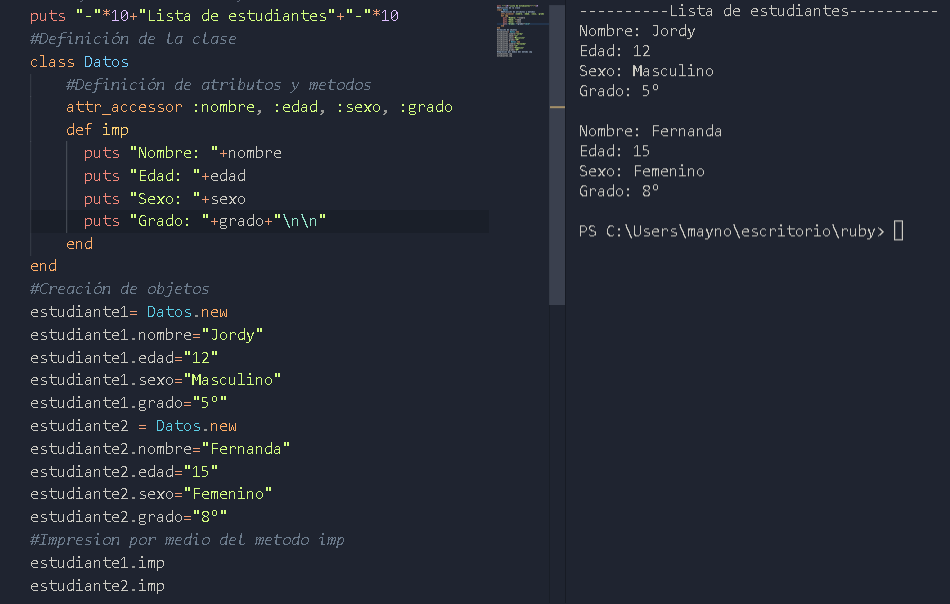 puts "-"*10+"Lista de estudiantes"+"-"*10
#Definición de la clase
class Datos
    #Definición de atributos y metodos
    attr_accessor :nombre, :edad, :sexo, :grado
    def imp
      puts "Nombre: "+nombre
      puts "Edad: "+edad
      puts "Sexo: "+sexo
      puts "Grado: "+grado+"\n\n"
    end
end
#Creación de objetos
estudiante1= Datos.new
estudiante1.nombre="Jordy"
estudiante1.edad="12"
estudiante1.sexo="Masculino"
estudiante1.grado="5º"
estudiante2 = Datos.new
estudiante2.nombre="Fernanda"
estudiante2.edad="15"
estudiante2.sexo="Femenino"
estudiante2.grado="8º"
#Impresion por medio del metodo imp
estudiante1.imp
estudiante2.imp
----------Lista de estudiantes----------
Nombre: Jordy
Edad: 12
Sexo: Masculino
Grado: 5º

Nombre: Fernanda
Edad: 15
Sexo: Femenino
Grado: 8º

PS C:\Users\mayno\escritorio\ruby>